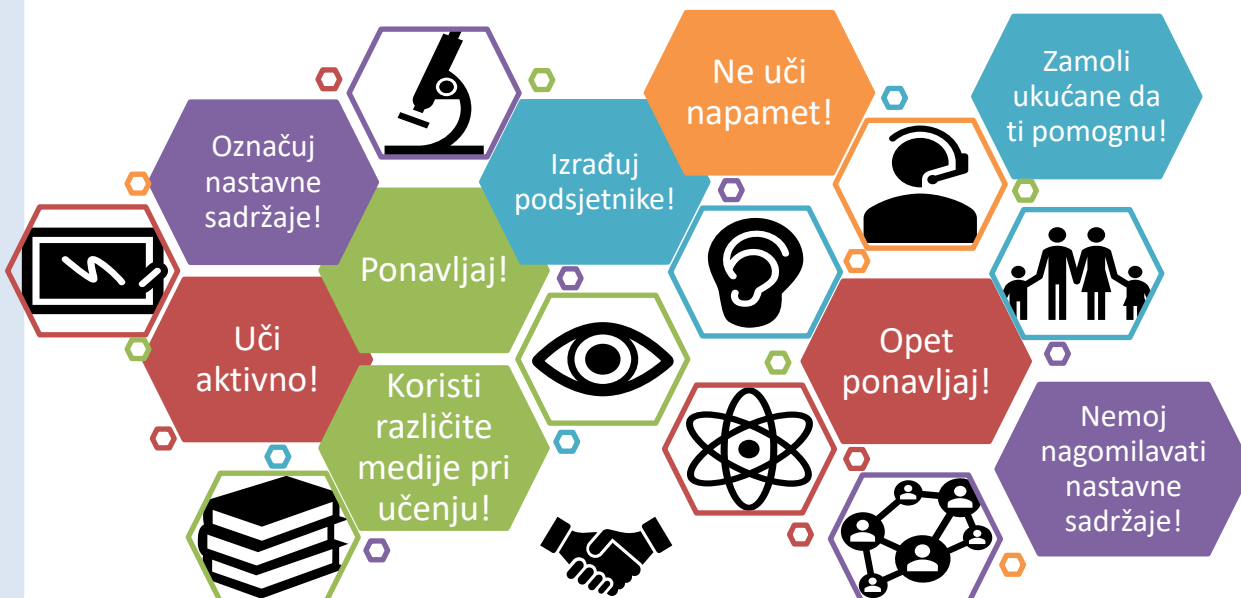 Označuj
nastavne
sadržaje!
Uči
aktivno!
Ponavljaj!
Koristi
različite
medije pri
učenju!
Izrađuj
podsjetnike!
Ne uči
napamet!
Opet
ponavljaj!
Zamoli
ukućane da
ti pomognu!
Nemoj
nagomilavati
nastavne
sadržaje!